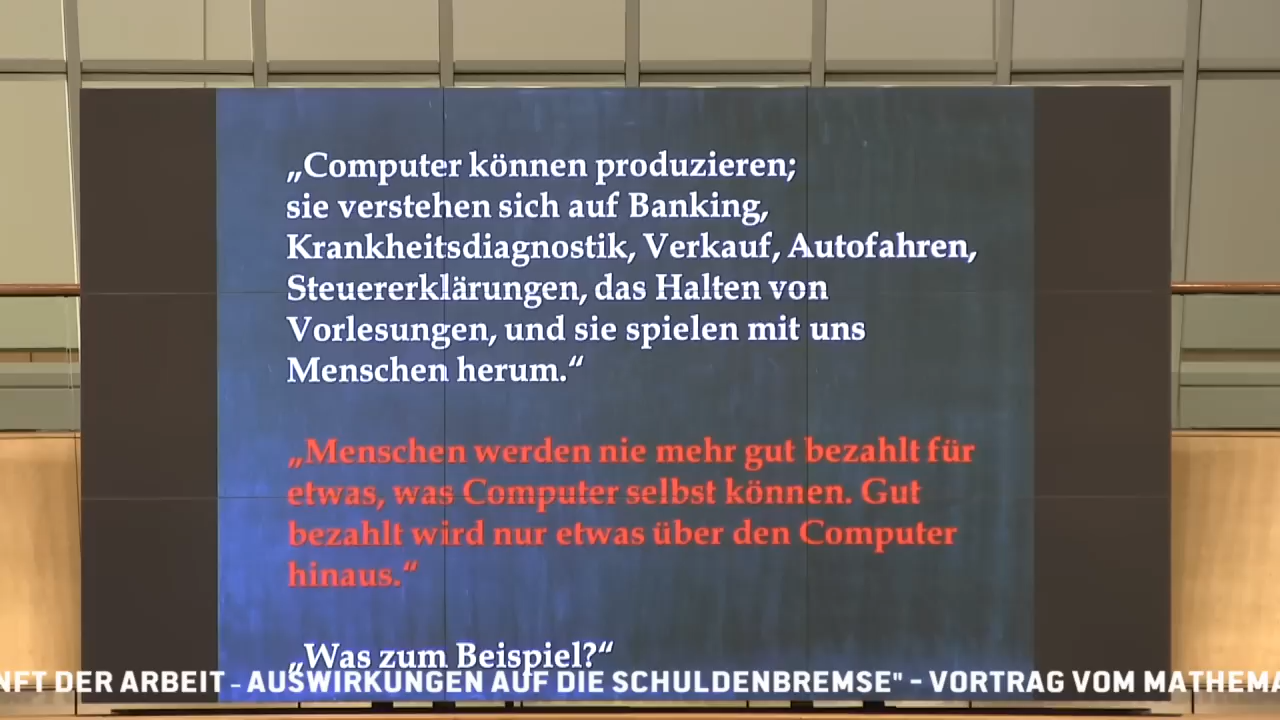 „Computer können produzieren;
sie verstehen sich auf Banking,
Krankheitsdiagnostik, Verkauf, Autofahren,
Steuererklärungen, das Halten von
Vorlesungen, und sie spielen mit uns
Menschen herum.“
„Menschen werden nie mehr gut bezahlt für
etwas, was Computer selbst können. Gut
bezahlt wird nur etwas über den Computer
hinaus.“
„Was zum Beispiel?“
NFT DER ARBEIT - AUSWIRKUNGEN AUF DIE SCHULDENBREMSE" - VORTRAG VOM MATHEMA